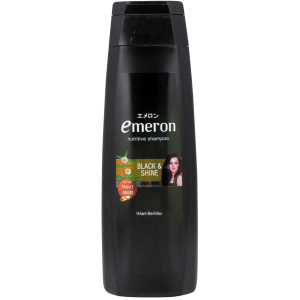 エメロン
emeron
nutritive shampoo
BLACK &
SHINE
Hitam Berkilau